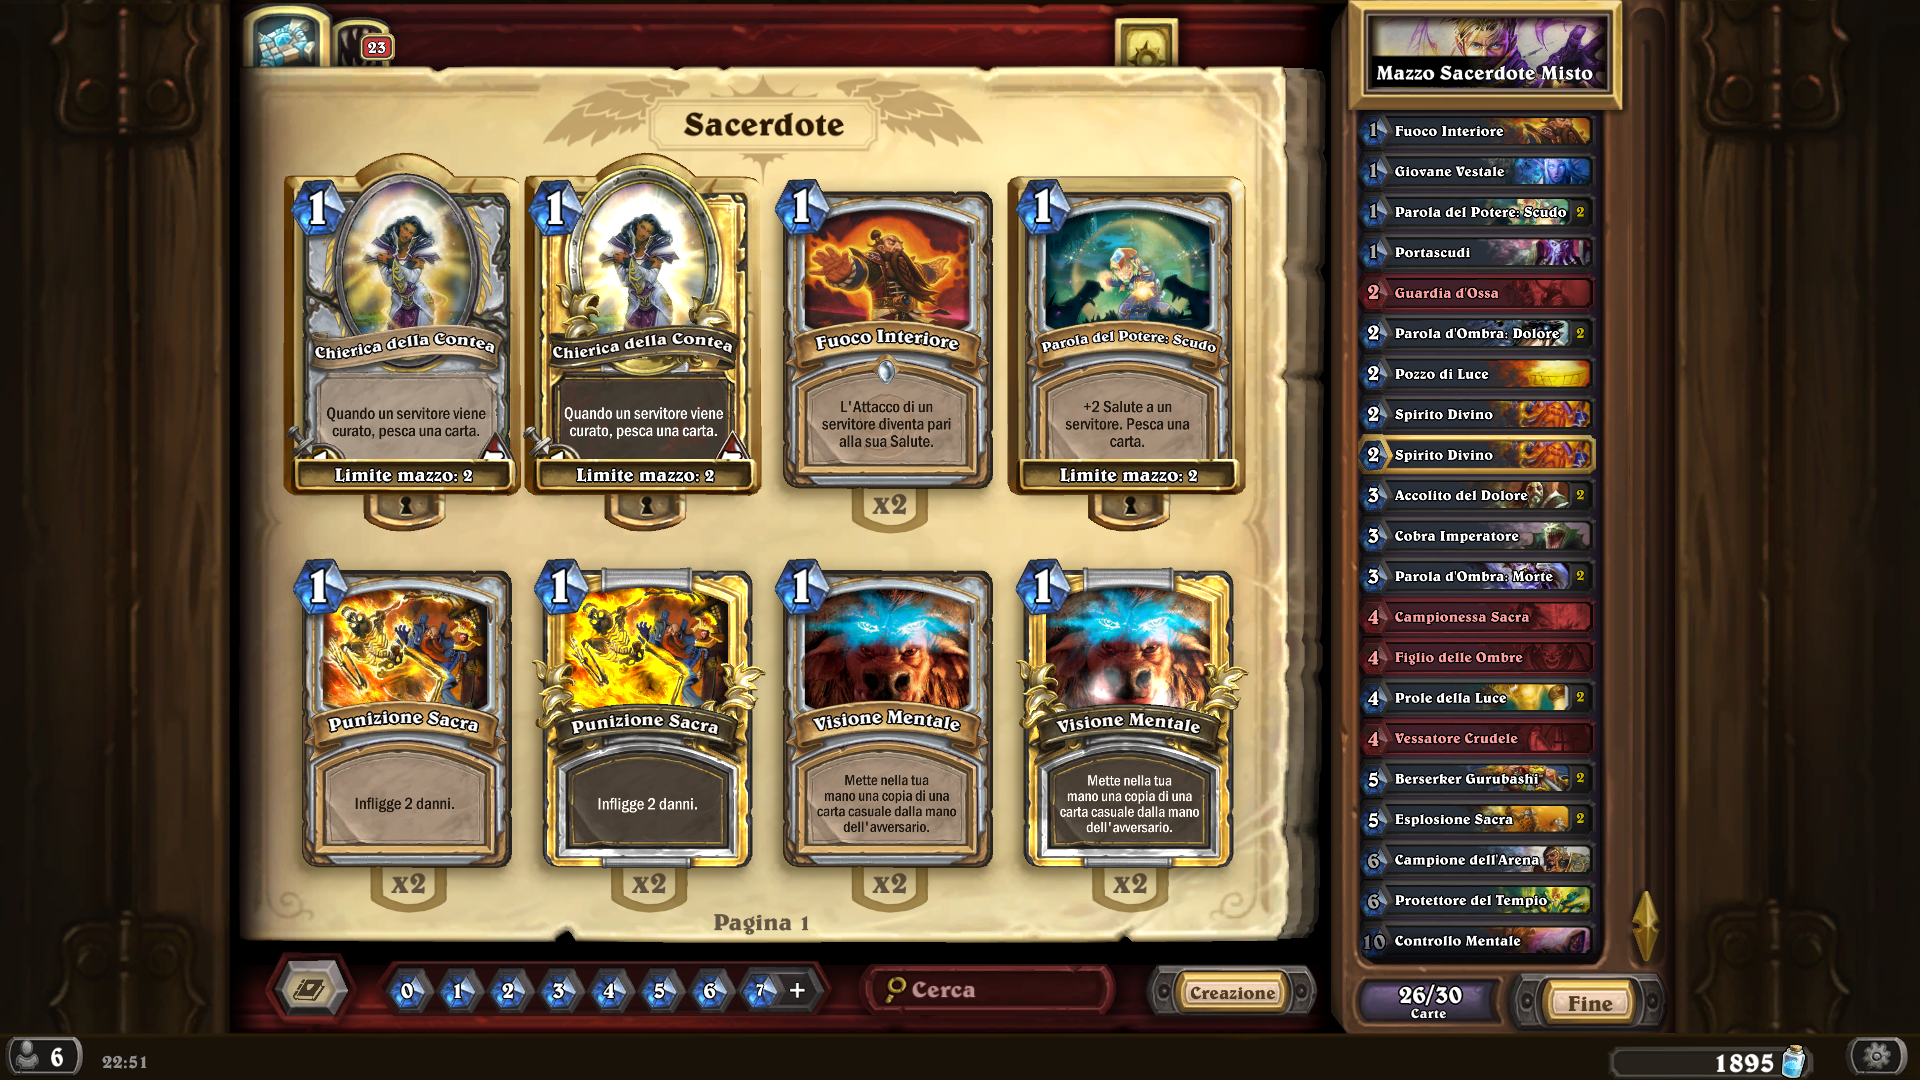 23
Sacerdote
1
Chierica della Contea
Quando un servitore viene
curato, pesca una carta.
Limite mazzo: 2
1
Chierica della Contea
Quando un servitore viene
curato, pesca una carta.
Limite mazzo: 2
1
Fuoco Interiore
L'Attacco di un
servitore diventa pari
alla sua Salute.
x2
1
Parola del Potere: Scudo
+2 Salute a un
servitore. Pesca una
carta.
Limite mazzo: 2
1
Punizione Sacra
Infligge 2 danni.
x2
1
Punizione Sacra
Infligge 2 danni.
x2
1
Visione Mentale
Mette nella tua
mano una copia di una
carta casuale dalla mano
dell'avversario.
x2
1
Visione Mentale
Mette nella tua
mano una copia di una
carta casuale dalla mano
dell'avversario.
x2
Pagina 1
0 1 2 3 4 5 6 7 +
Cerca
Creazione
Mazzo Sacerdote Misto
1 Fuoco Interiore
1 Giovane Vestale
1 Parola del Potere: Scudo 2
1 Portascudi
2 Guardia d'Ossa
2 Parola d'Ombra: Dolore 2
2 Pozzo di Luce
2 Spirito Divino
2 Spirito Divino
3 Accolito del Dolore 2
3 Cobra Imperatore
3 Parola d'Ombra: Morte 2
4 Campionessa Sacra
4 Figlio delle Ombre
4 Prole della Luce 2
4 Vessatore Crudele
5 Berserker Gurubashi 2
5 Esplosione Sacra 2
6 Campione dell'Arena
6 Protettore del Tempio
10 Controllo Mentale
26/30
Carte
Fine
6
22:51
1895